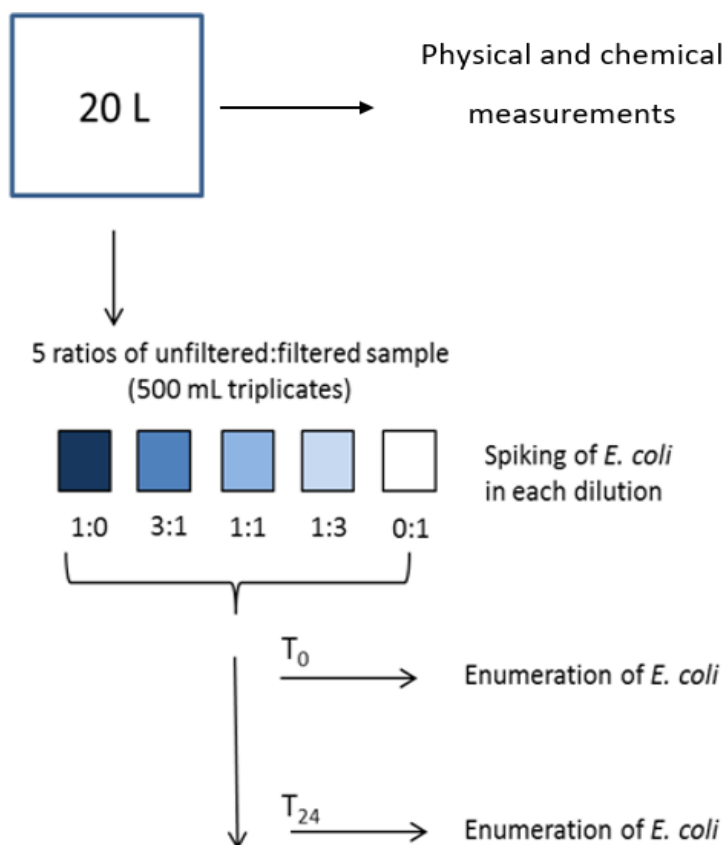 20 L
Physical and chemical
measurements
5 ratios of unfiltered:filtered sample
(500 mL triplicates)
Spiking of E. coli
in each dilution
1:0 3:1 1:1 1:3 0:1
T0
Enumeration of E. coli
T24
Enumeration of E. coli